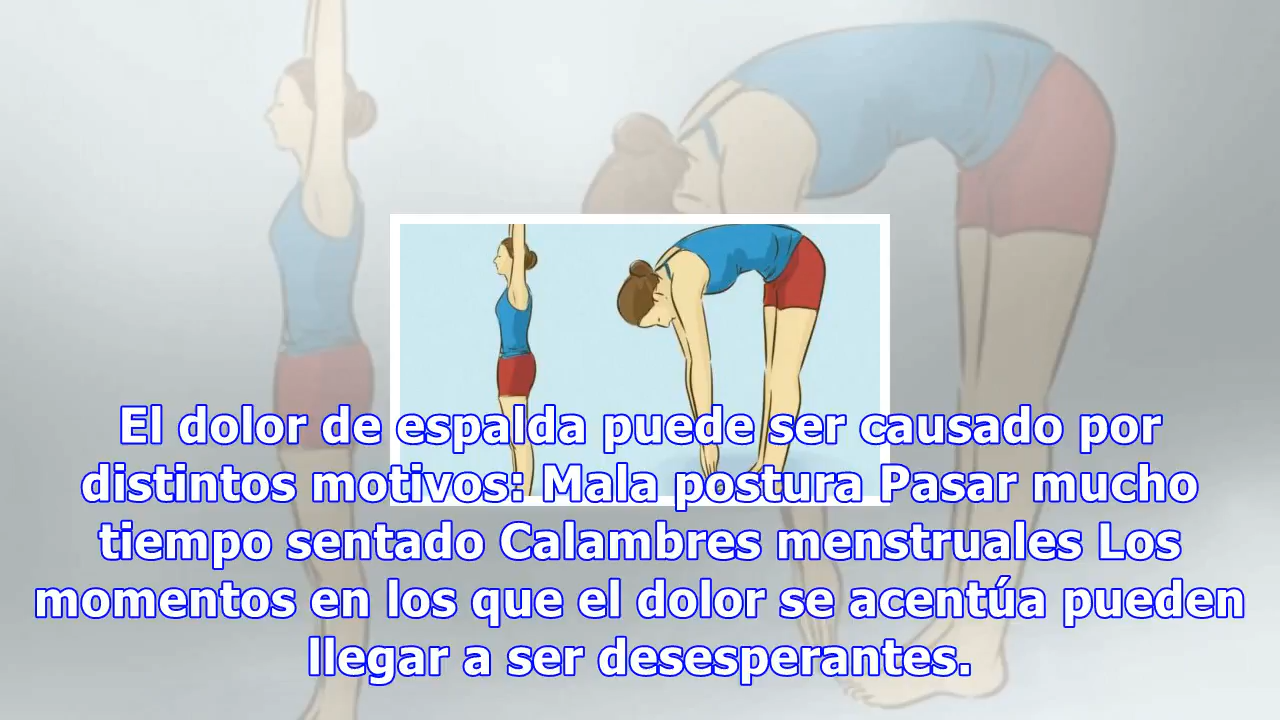 El dolor de espalda puede ser causado por
distintos motivos: Mala postura Pasar mucho
tiempo sentado Calambres menstruales Los
momentos en los que el dolor se acentúa pueden
llegar a ser desesperantes.